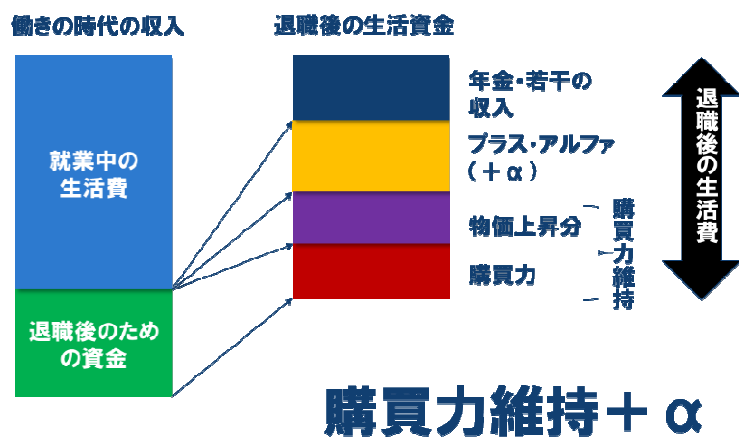 働きの時代の収入
退職後の生活資金
就業中の
生活費
退職後のため
の資金
年金・若干の
収入
プラス・アルファ
(+α)
物価上昇分
購買力
購買力維持
退職後の生活費
購買力維持+α